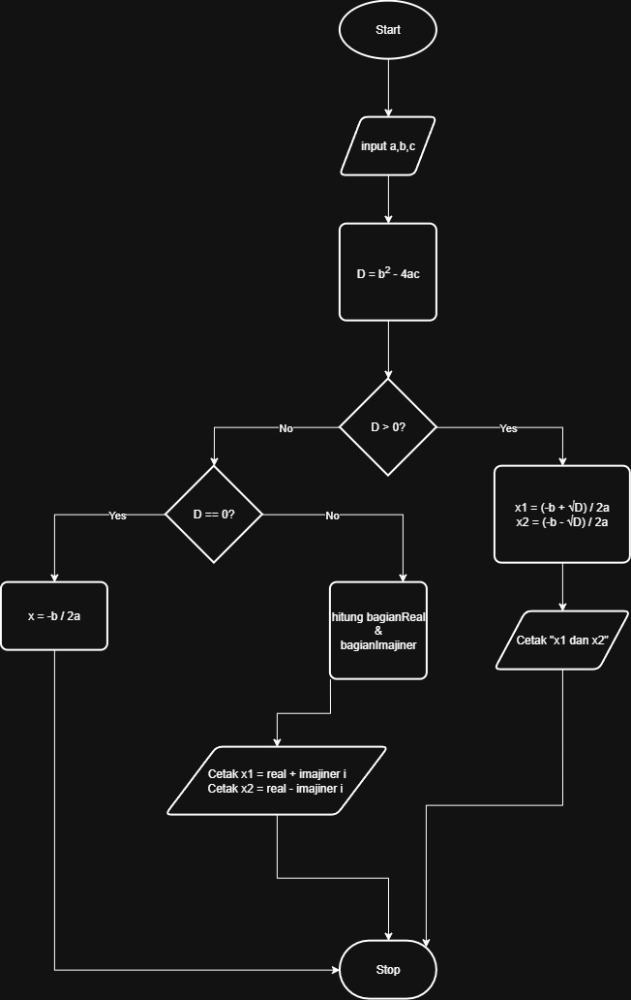 Start
input a,b,c
D = b² - 4ac
D > 0?
No
Yes
D == 0?
Yes
No
x1 = (-b + √D) / 2a
x2 = (-b - √D) / 2a
x = -b / 2a
hitung bagianReal
&
bagianImajiner
Cetak "x1 dan x2"
Cetak x1 = real + imajiner i
Cetak x2 = real - imajiner i
Stop